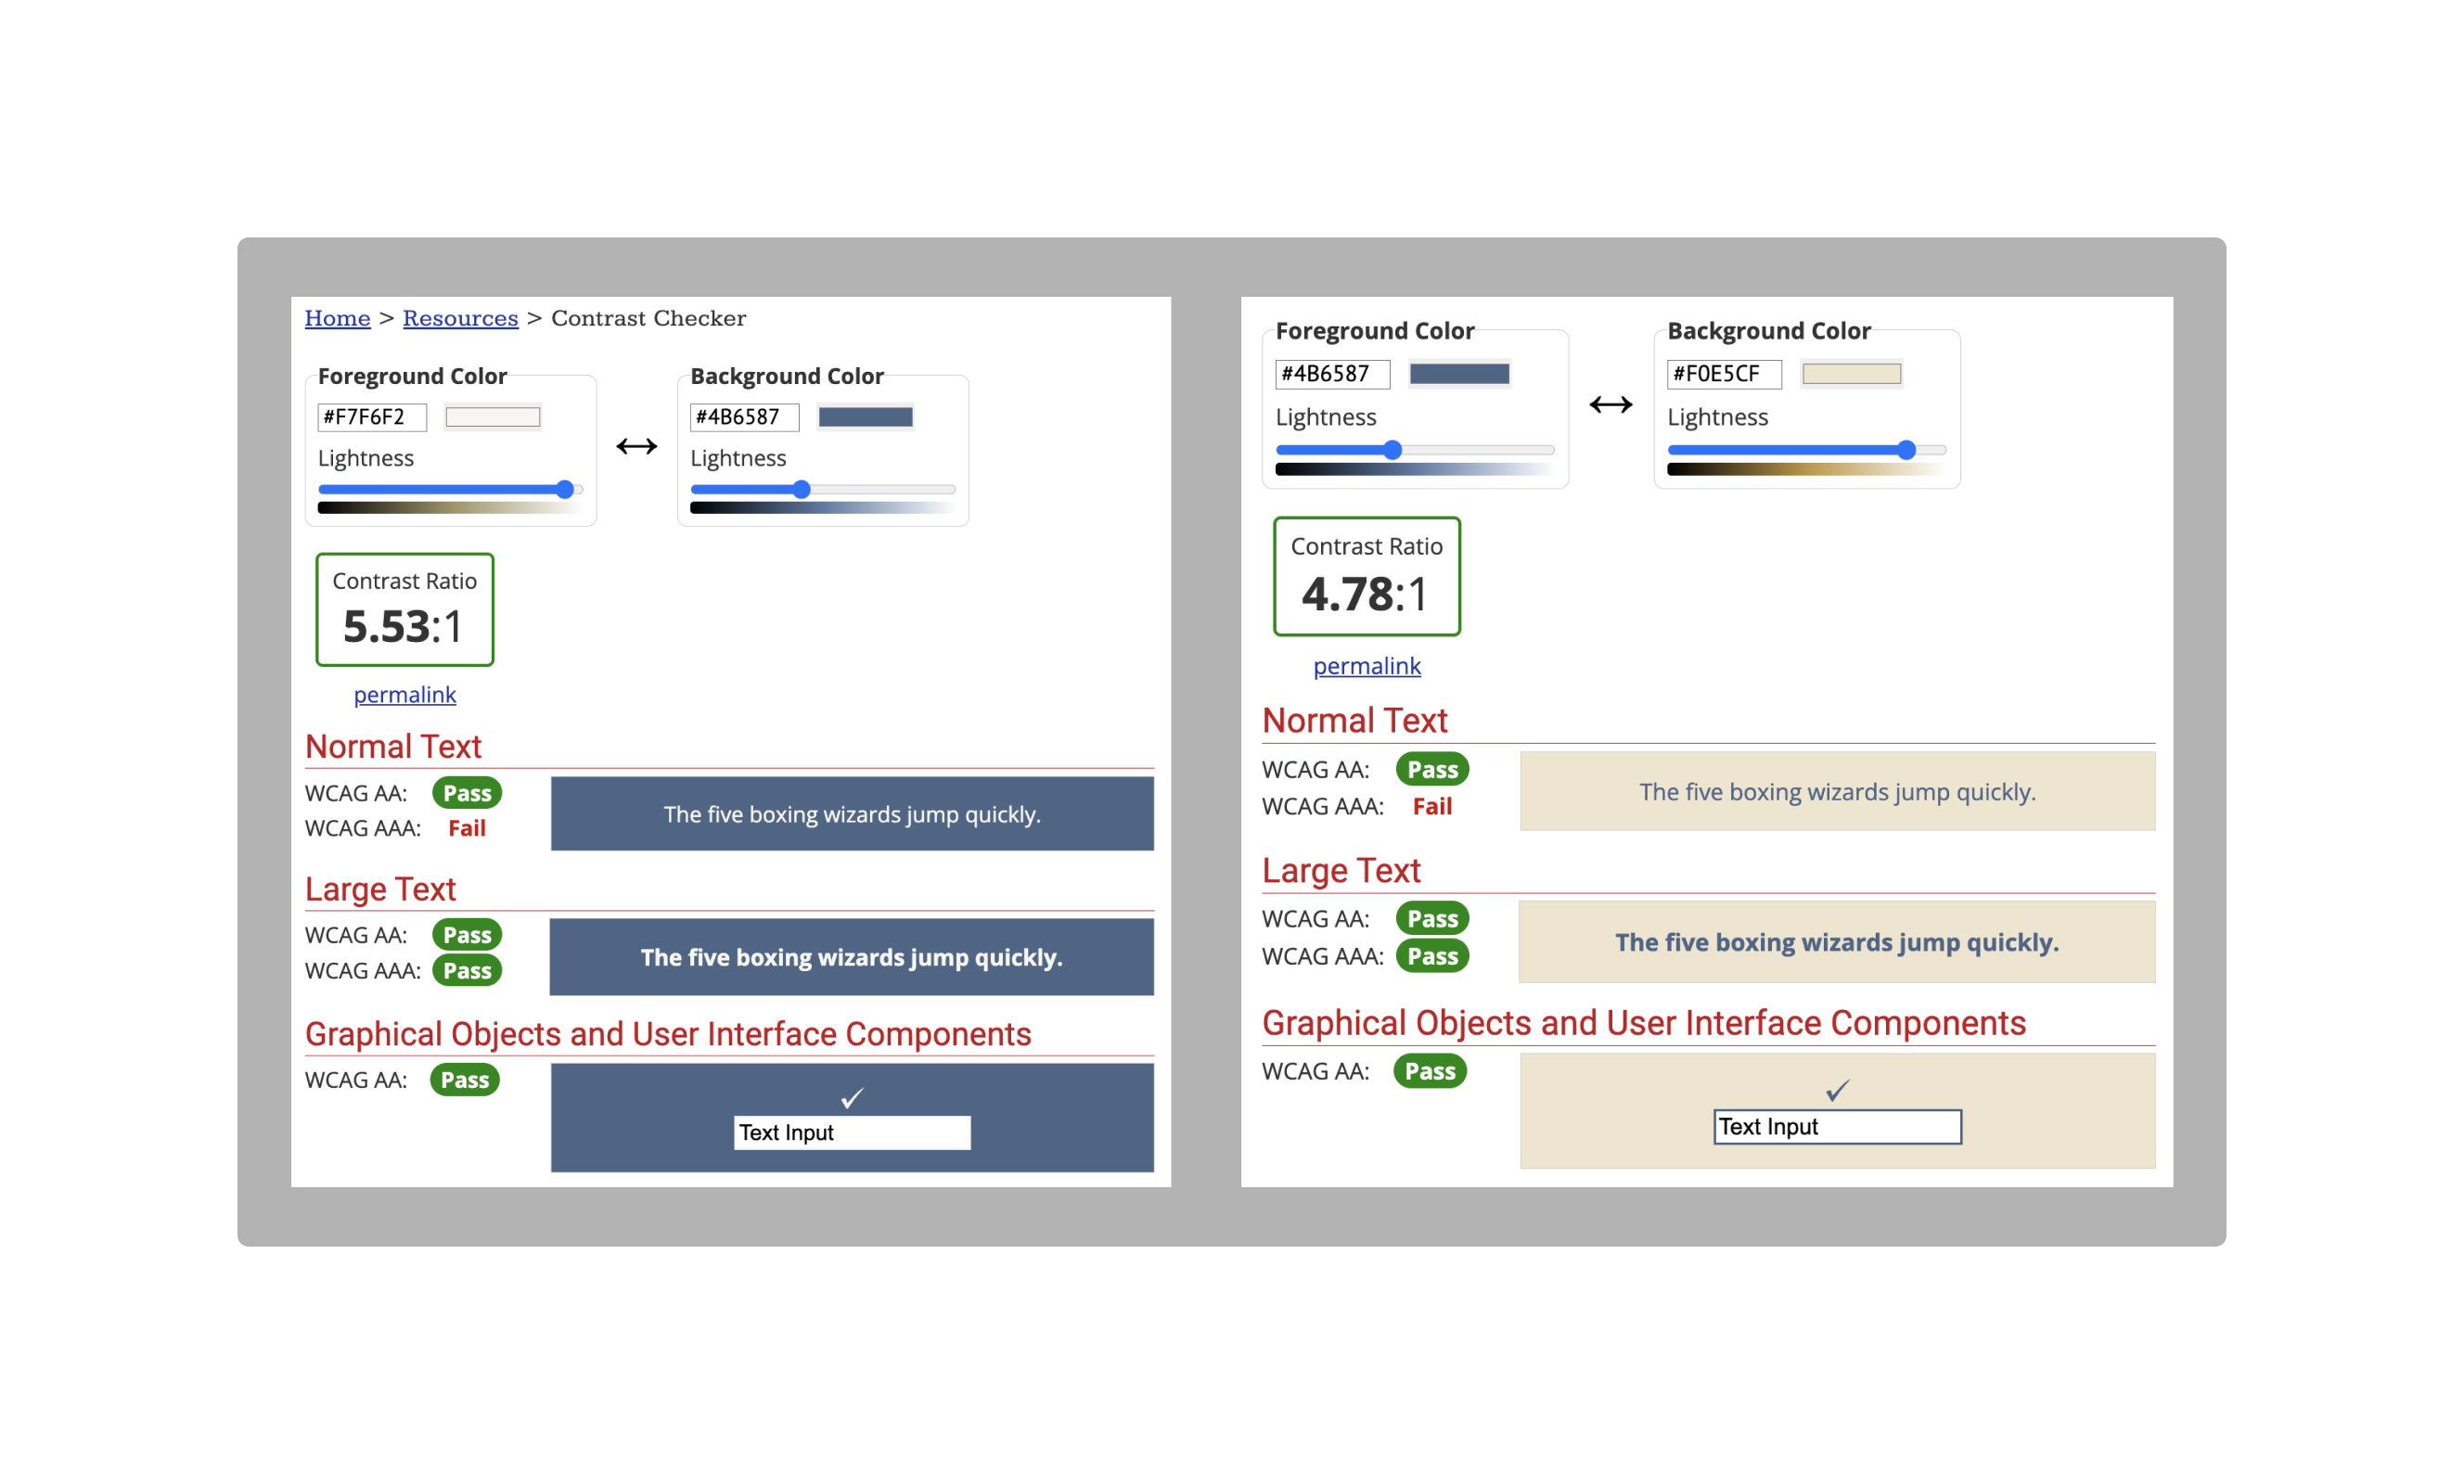 Home > Resources > Contrast Checker
Foreground Color
#F7F6F2
Lightness
↔
Background Color
#4B6587
Lightness
Contrast Ratio
5.53:1
permalink
Normal Text
WCAG AA: Pass
WCAG AAA: Fail
The five boxing wizards jump quickly.
Large Text
WCAG AA: Pass
WCAG AAA: Pass
The five boxing wizards jump quickly.
Graphical Objects and User Interface Components
WCAG AA: Pass
✓
Text Input
Foreground Color
#4B6587
Lightness
↔
Background Color
#F0E5CF
Lightness
Contrast Ratio
4.78:1
permalink
Normal Text
WCAG AA: Pass
WCAG AAA: Fail
The five boxing wizards jump quickly.
Large Text
WCAG AA: Pass
WCAG AAA: Pass
The five boxing wizards jump quickly.
Graphical Objects and User Interface Components
WCAG AA: Pass
✓
Text Input